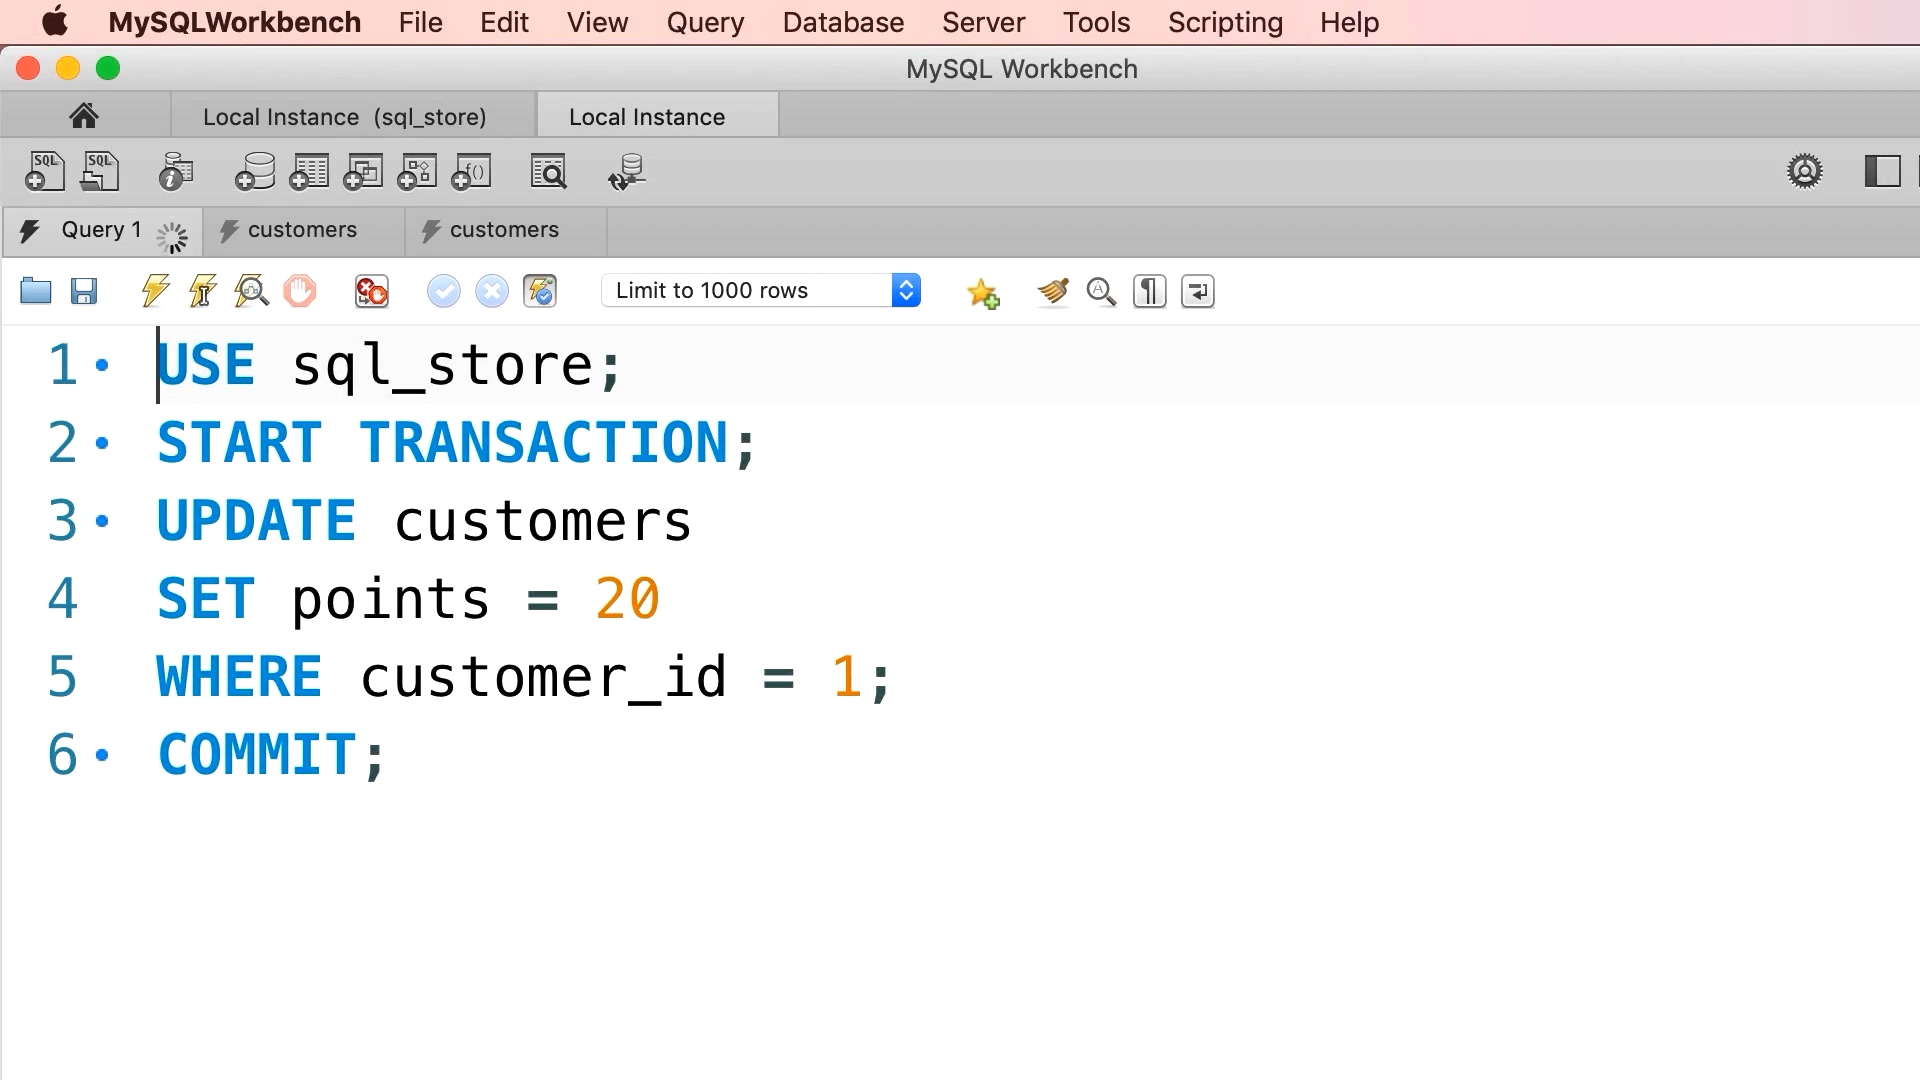 MySQLWorkbench File Edit View Query Database Server Tools Scripting Help
MySQL Workbench
Local Instance (sql_store) Local Instance
SQL SQL f()
Query 1 customers customers
Limit to 1000 rows
1 USE sql_store;
2 START TRANSACTION;
3 UPDATE customers
4 SET points = 20
5 WHERE customer_id = 1;
6 COMMIT;